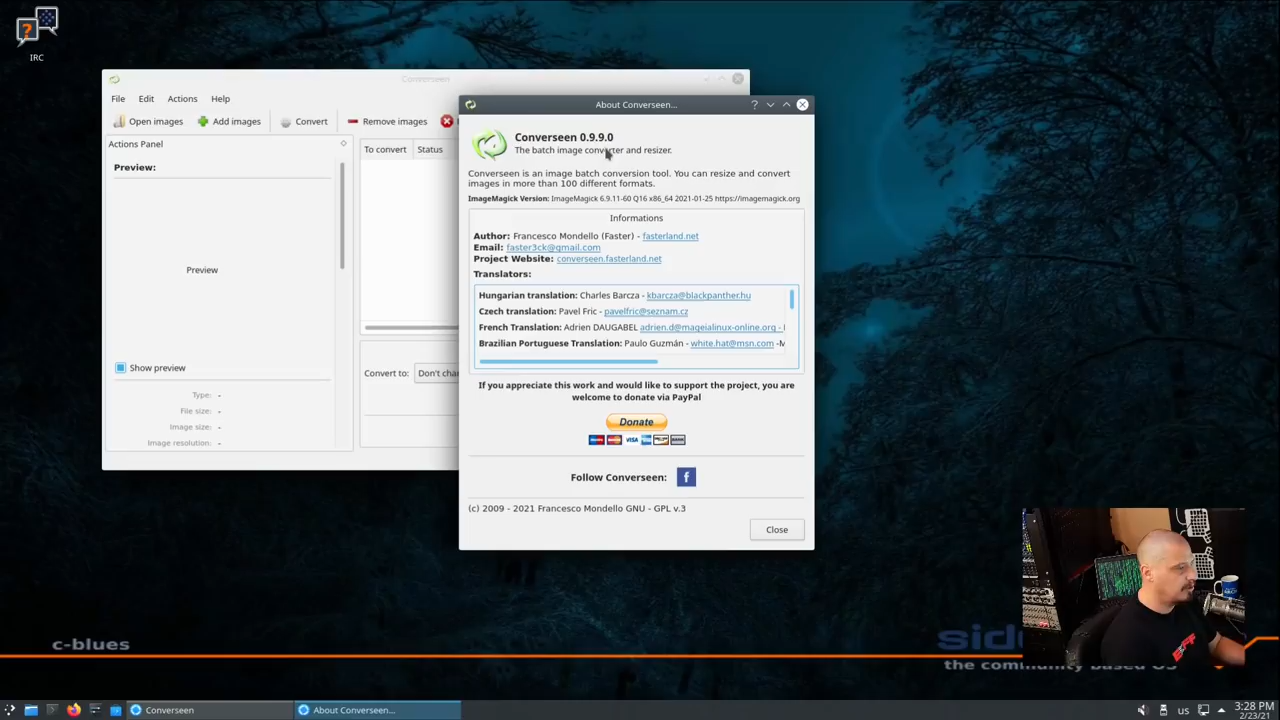 IRC
Converseen
File Edit Actions Help
Open images Add images Convert Remove images
Actions Panel
Preview:
Preview
Show preview
Type: -
File size: -
Image size: -
Image resolution: -
To convert Status
Convert to: Don't chan
About Converseen...
Converseen 0.9.9.0
The batch image converter and resizer.
Converseen is an image batch conversion tool. You can resize and convert
images in more than 100 different formats.
ImageMagick Version: ImageMagick 6.9.11-60 Q16 x86_64 2021-01-25 https://imagemagick.org
Informations
Author: Francesco Mondello (Faster) - fasterland.net
Email: faster3ck@gmail.com
Project Website: converseen.fasterland.net
Translators:
Hungarian translation: Charles Barcza - kbarcza@blackpanther.hu
Czech translation: Pavel Fric - pavelfric@seznam.cz
French Translation: Adrien DAUGABEL adrien.d@mageialinux-online.org -
Brazilian Portuguese Translation: Paulo Guzmán - white.hat@msn.com -M
If you appreciate this work and would like to support the project, you are
welcome to donate via PayPal
Donate
VISA
Follow Converseen: f
(c) 2009 - 2021 Francesco Mondello GNU - GPL v.3
Close
c-blues
sid
the community based OS
Converseen About Converseen... us 3:28 PM
2/23/21